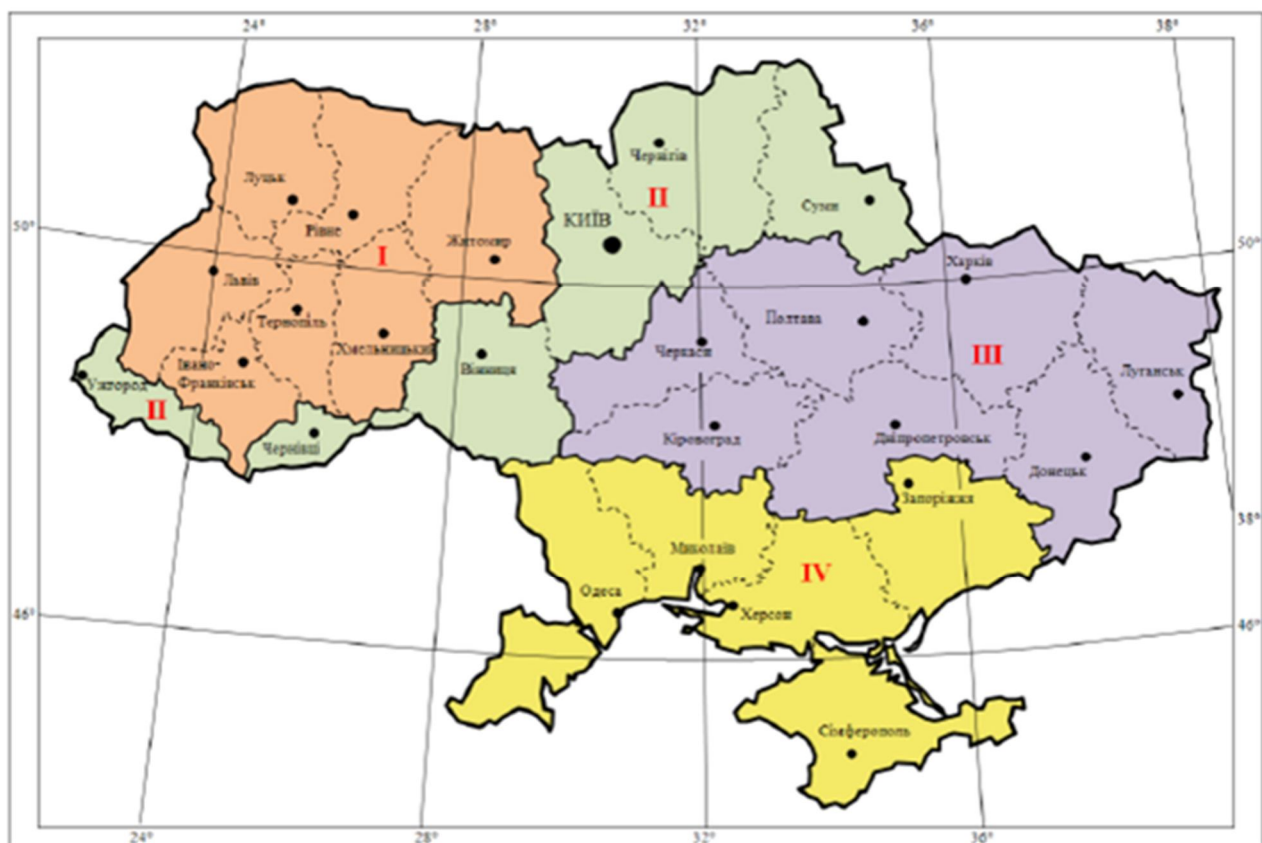 24° 28° 32° 36° 38°
Чернігів
Луцьк
II
Суми
КИЇВ
50° Рівне Житомир 50°
I
Львів
Харків
Тернопіль
Полтава
Хмельницький
Черкаси
III
Івано-
Франківськ
Вінниця
Луганськ
Ужгород
II
Чернівці
Кіровоград
Дніпропетровськ
Донецьк
Запоріжжя
38°
Миколаїв
IV
Одеса
Херсон
46° 46°
Сімферополь
24° 28° 32° 36°